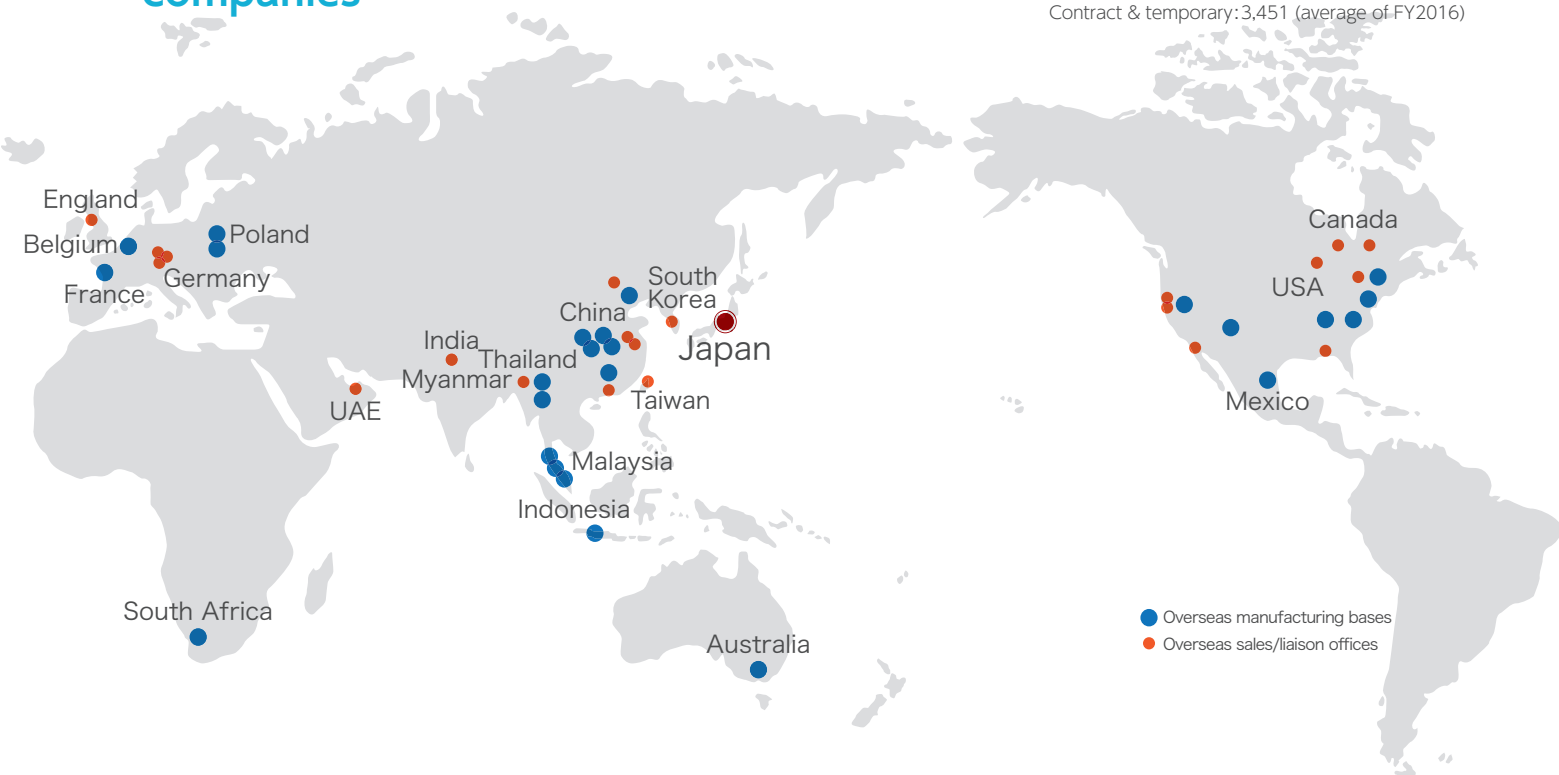 companies
Contract & temporary:3,451 (average of FY2016)
England
Belgium
Poland
Germany
France
South
Korea
China
Japan
India
Thailand
Myanmar
Taiwan
UAE
Malaysia
Indonesia
South Africa
Australia
Canada
USA
Mexico
Overseas manufacturing bases
Overseas sales/liaison offices